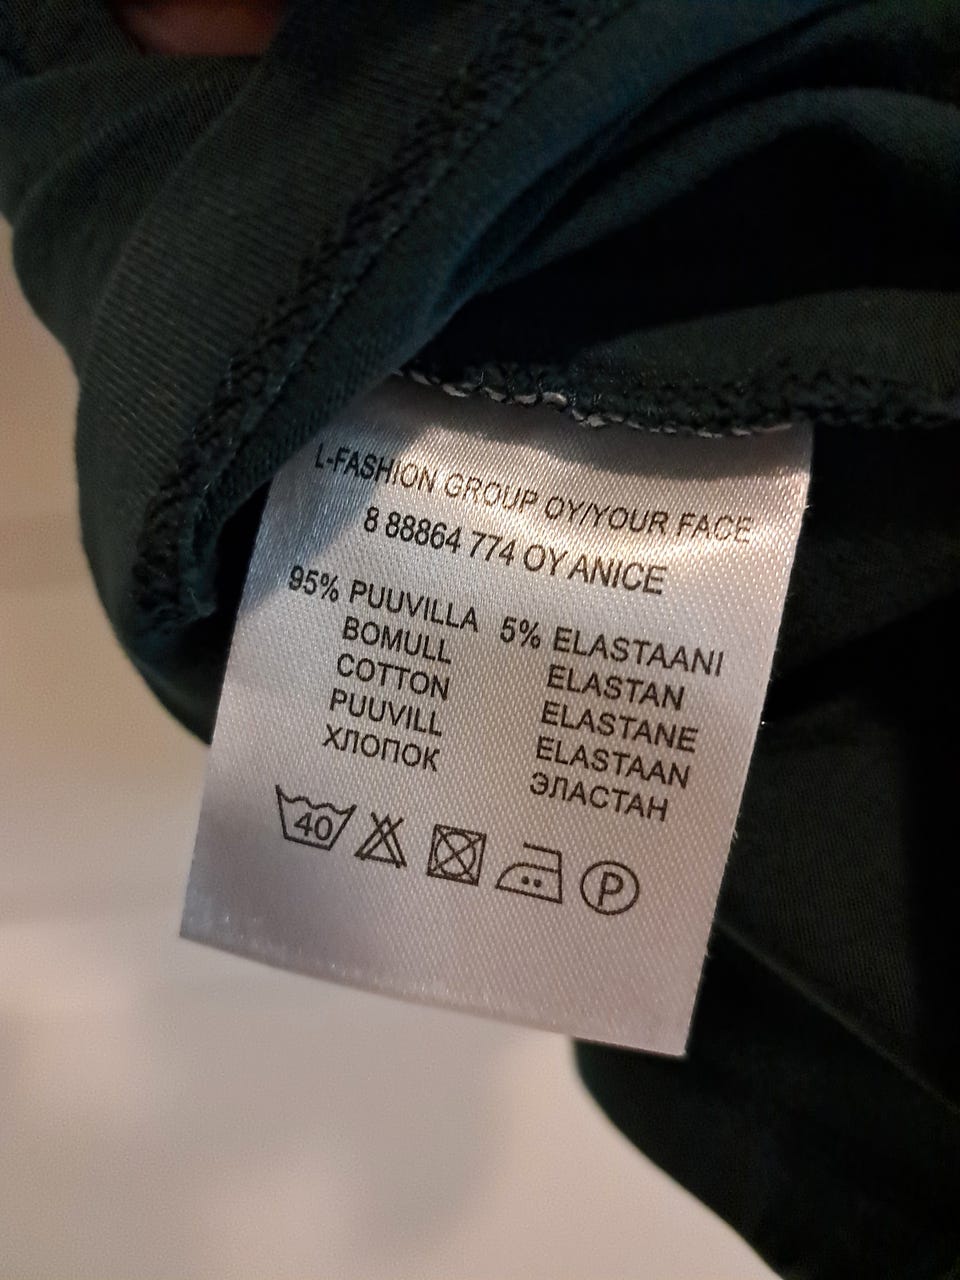 L-FASHION GROUP OY/YOUR FACE
8 88864 774 OY ANICE
95% PUUVILLA 5% ELASTAANI
BOMULL ELASTAN
COTTON ELASTANE
PUUVILL ELASTAAN
ХЛОПОК ЭЛАСТАН
40 P